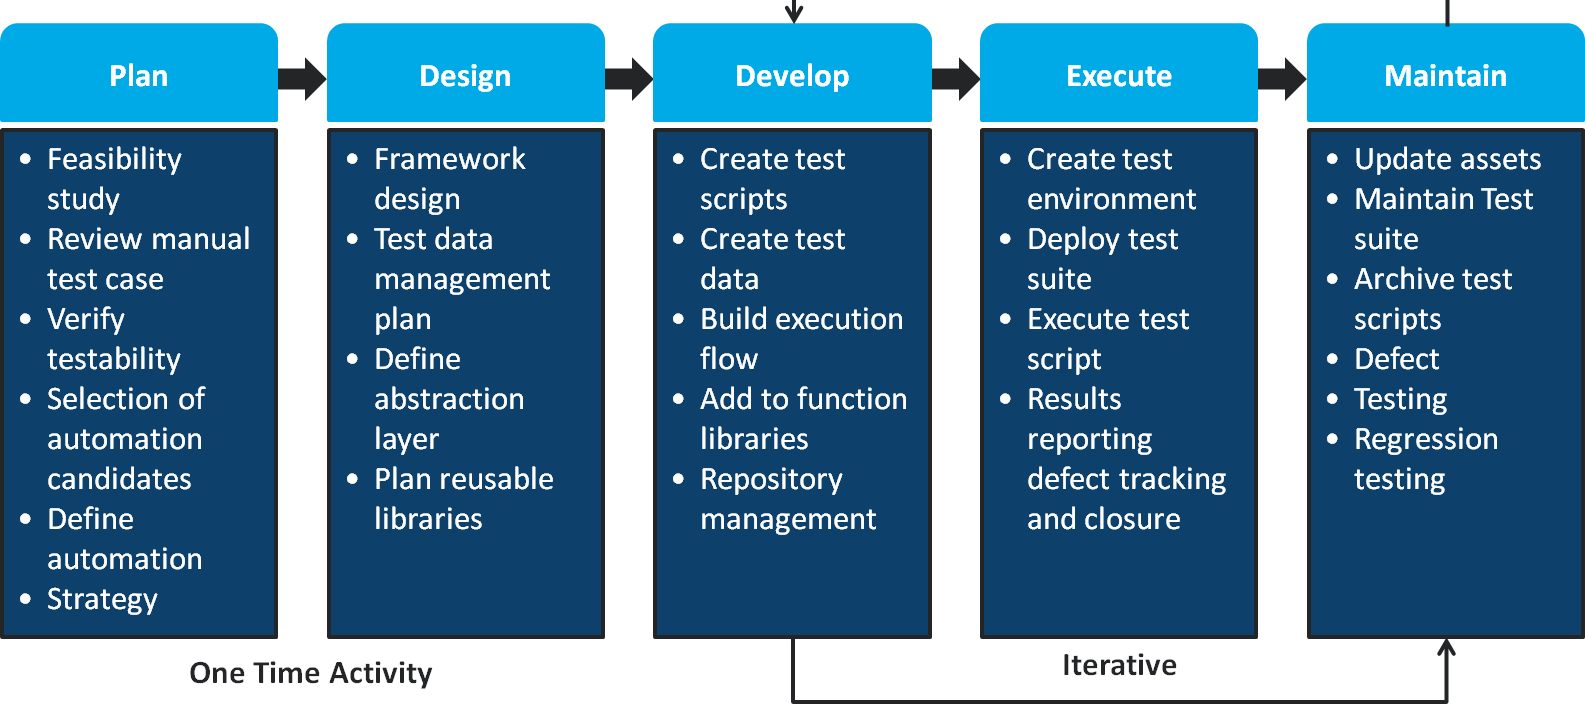 Plan
Design
Develop
Execute
Maintain
• Feasibility
study
• Review manual
test case
• Verify
testability
• Selection of
automation
candidates
• Define
automation
• Strategy
• Framework
design
• Test data
management
plan
• Define
abstraction
layer
• Plan reusable
libraries
• Create test
scripts
• Create test
data
• Build execution
flow
• Add to function
libraries
• Repository
management
• Create test
environment
• Deploy test
suite
• Execute test
script
• Results
reporting
defect tracking
and closure
• Update assets
• Maintain Test
suite
• Archive test
scripts
• Defect
• Testing
• Regression
testing
One Time Activity
Iterative